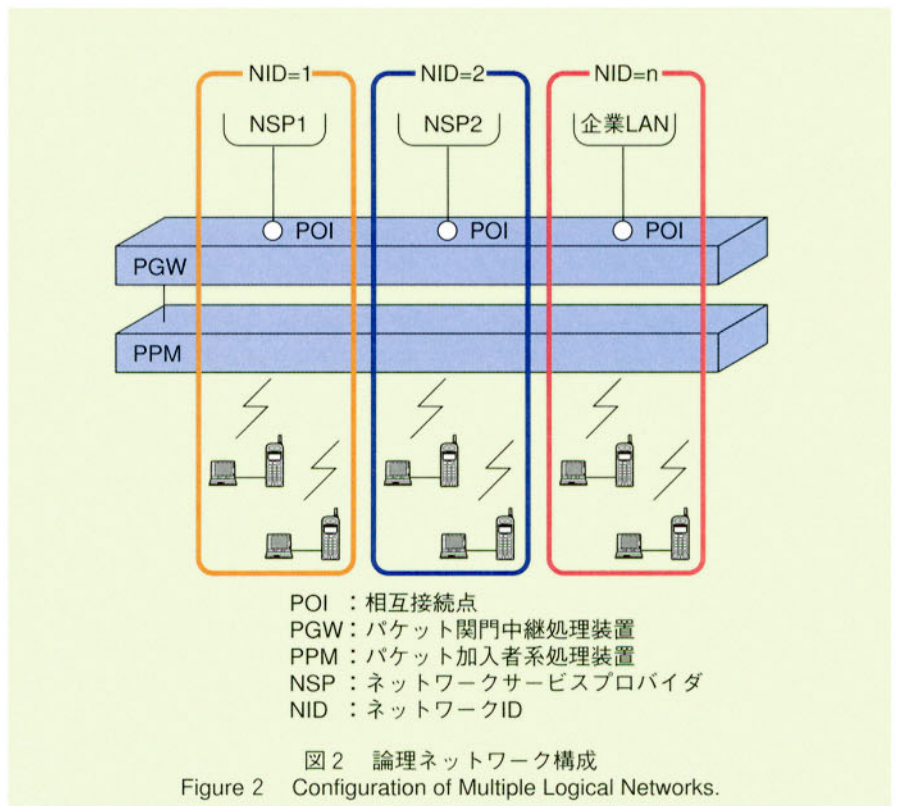 NID=1 NID=2 NID=n
NSP1 NSP2 企業LAN
POI POI POI
PGW
PPM
POI ：相互接続点
PGW：パケット関門中継処理装置
PPM：パケット加入者系処理装置
NSP ：ネットワークサービスプロバイダ
NID ：ネットワークID
図2 論理ネットワーク構成
Figure 2 Configuration of Multiple Logical Networks.